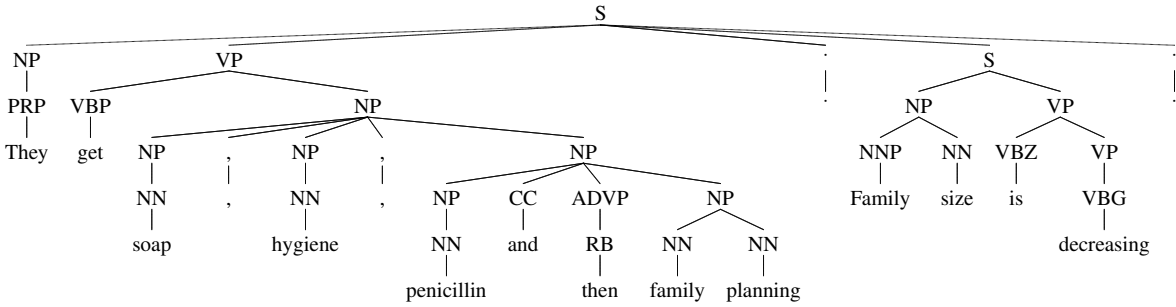 S
NP VP . S .
PRP VBP NP . NP VP .
They get NP , NP , NP NNP NN VBZ VP
NN , NN , NP CC ADVP NP Family size is VBG
soap hygiene NN and RB NN NN decreasing
penicillin then family planning